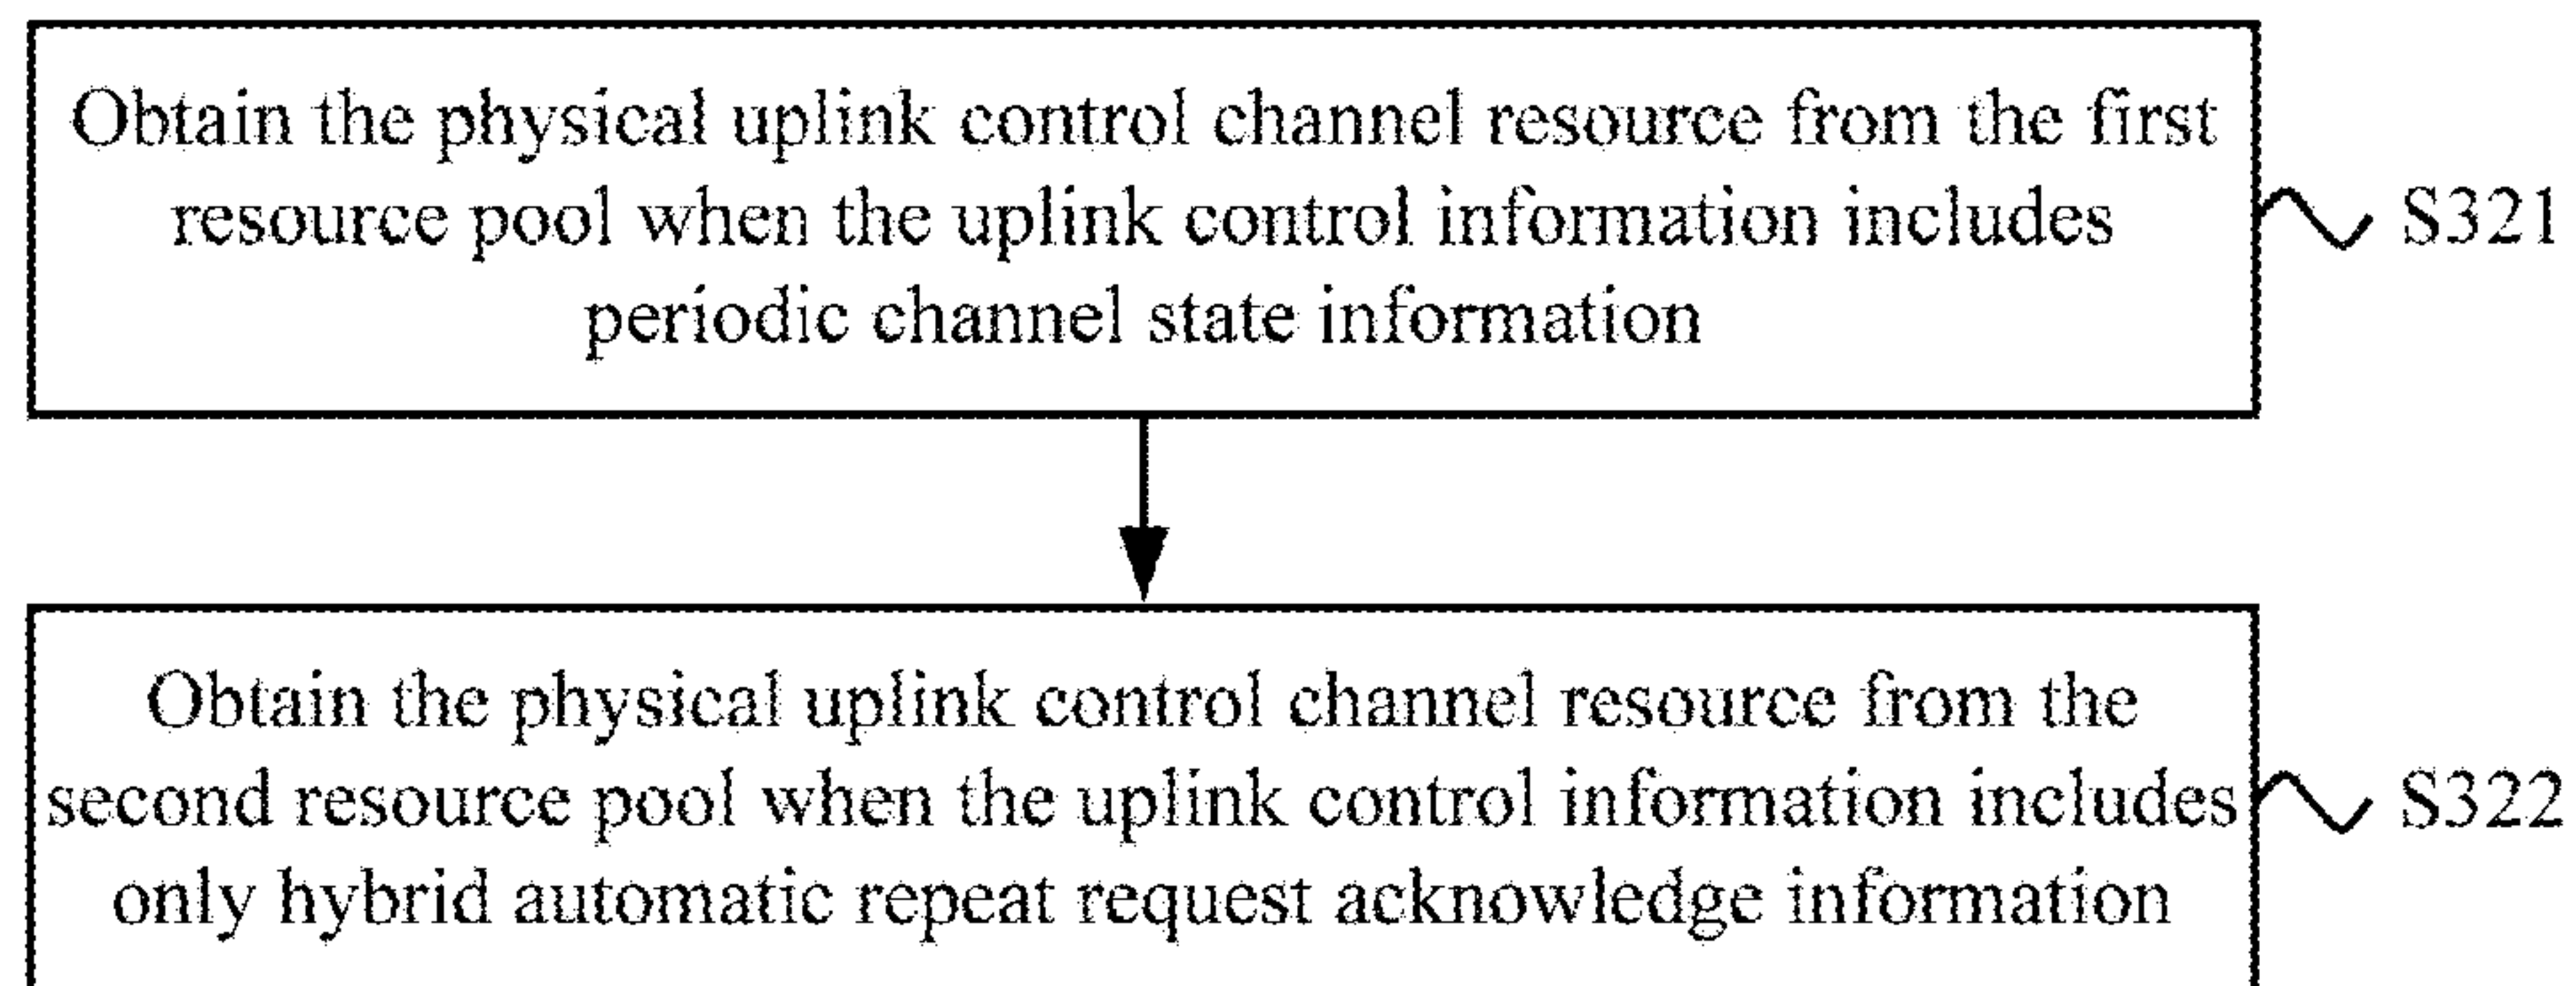 Obtain the physical uplink control channel resource from the first
resource pool when the uplink control information includes
periodic channel state information
S321
Obtain the physical uplink control channel resource from the
second resource pool when the uplink control information includes
only hybrid automatic repeat request acknowledge information
S322